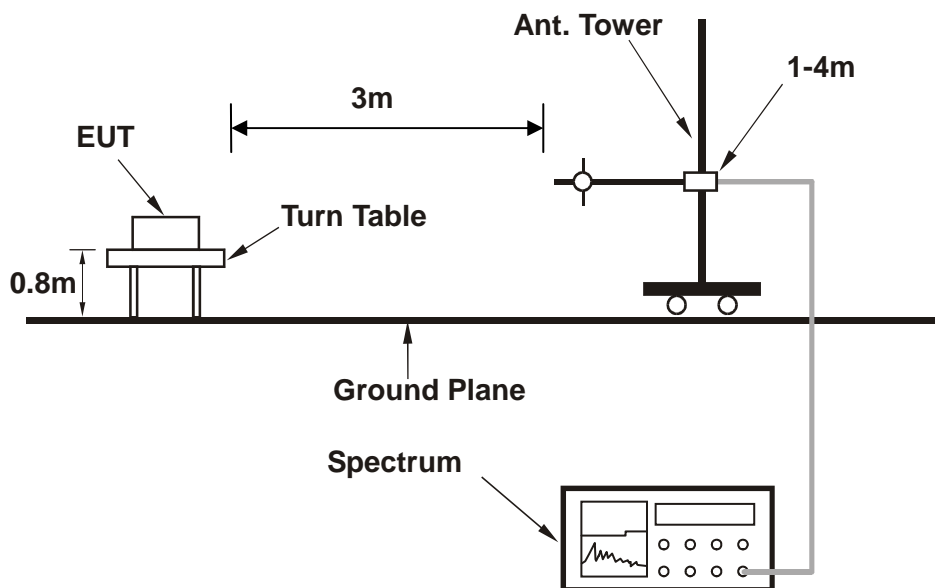 Ant. Tower
1-4m
3m
EUT
Turn Table
0.8m
Ground Plane
Spectrum